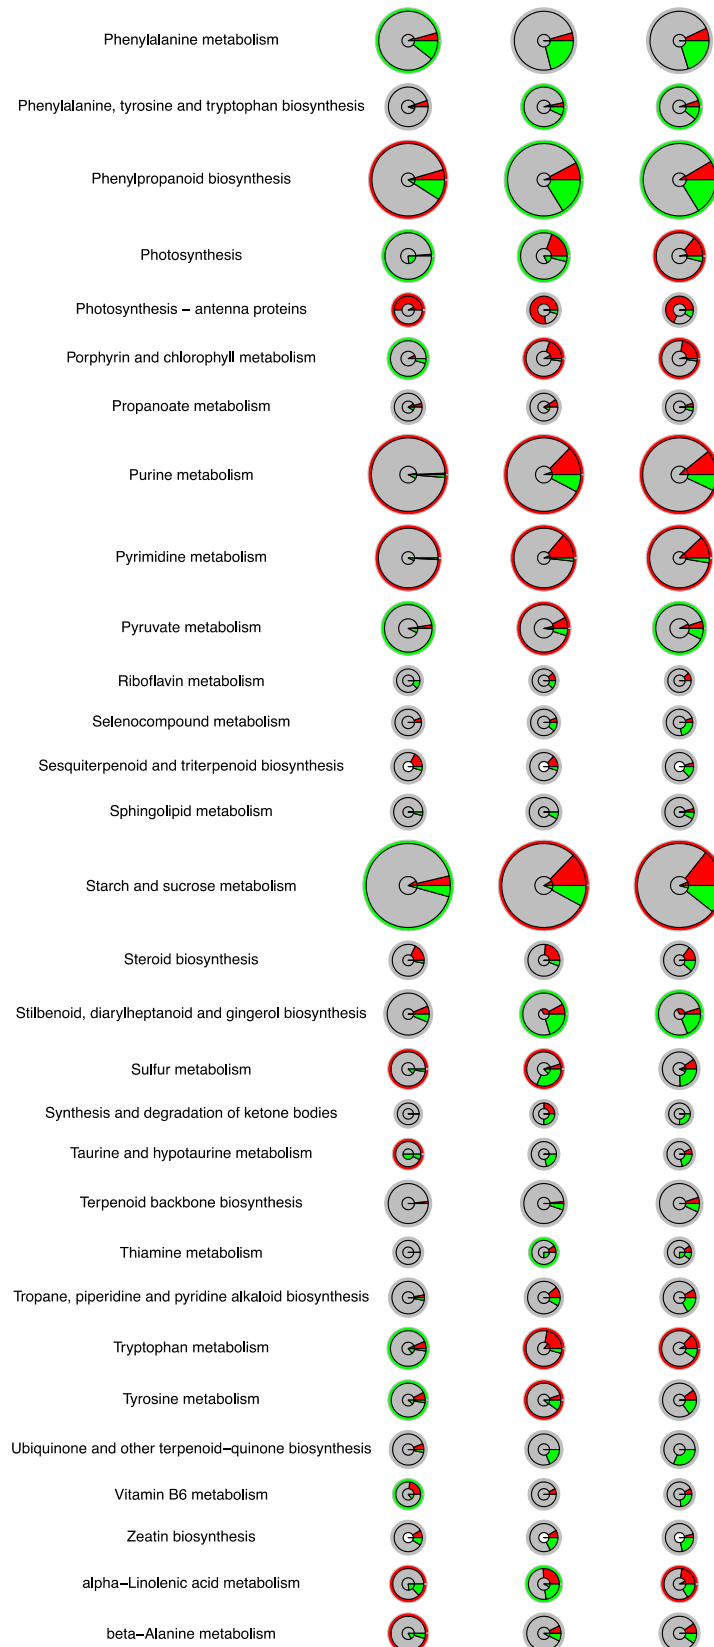 Phenylalanine metabolism
Phenylalanine, tyrosine and tryptophan biosynthesis
Phenylpropanoid biosynthesis
Photosynthesis
Photosynthesis − antenna proteins
Porphyrin and chlorophyll metabolism
Propanoate metabolism
Purine metabolism
Pyrimidine metabolism
Pyruvate metabolism
Riboflavin metabolism
Selenocompound metabolism
Sesquiterpenoid and triterpenoid biosynthesis
Sphingolipid metabolism
Starch and sucrose metabolism
Steroid biosynthesis
Stilbenoid, diarylheptanoid and gingerol biosynthesis
Sulfur metabolism
Synthesis and degradation of ketone bodies
Taurine and hypotaurine metabolism
Terpenoid backbone biosynthesis
Thiamine metabolism
Tropane, piperidine and pyridine alkaloid biosynthesis
Tryptophan metabolism
Tyrosine metabolism
Ubiquinone and other terpenoid−quinone biosynthesis
Vitamin B6 metabolism
Zeatin biosynthesis
alpha−Linolenic acid metabolism
beta−Alanine metabolism